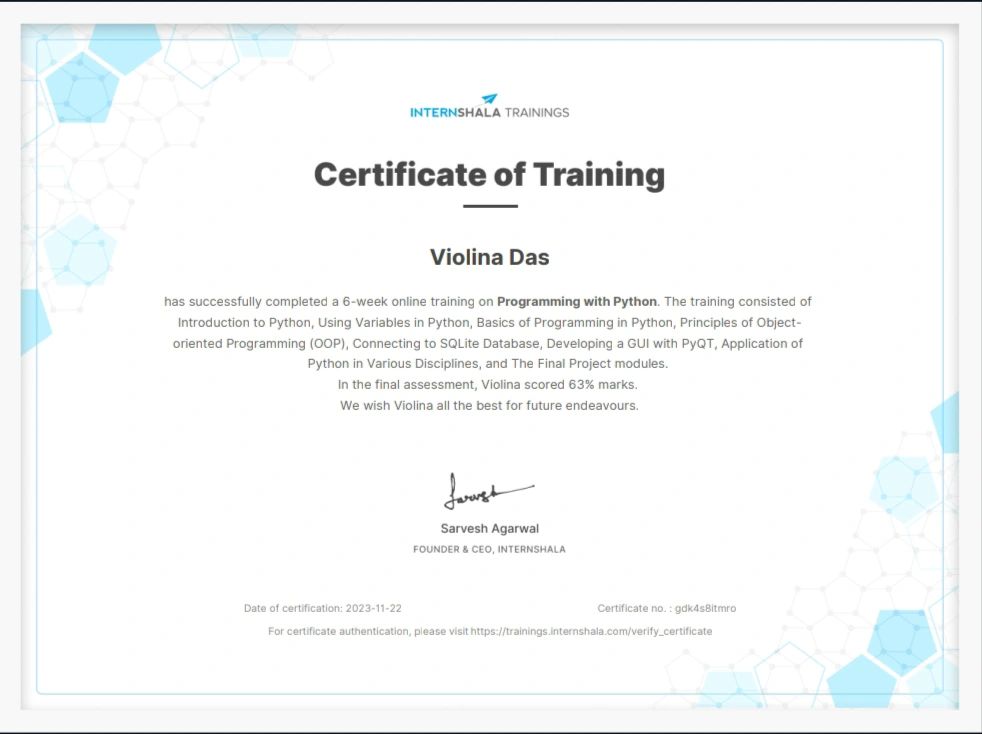 INTERNSHALA TRAININGS
Certificate of Training
Violina Das
has successfully completed a 6-week online training on Programming with Python. The training consisted of
Introduction to Python, Using Variables in Python, Basics of Programming in Python, Principles of Object-
oriented Programming (OOP), Connecting to SQLite Database, Developing a GUI with PyQT, Application of
Python in Various Disciplines, and The Final Project modules.
In the final assessment, Violina scored 63% marks.
We wish Violina all the best for future endeavours.
Sarvesh
Sarvesh Agarwal
FOUNDER & CEO, INTERNSHALA
Date of certification: 2023-11-22
Certificate no. : gdk4s8itmro
For certificate authentication, please visit https://trainings.internshala.com/verify_certificate